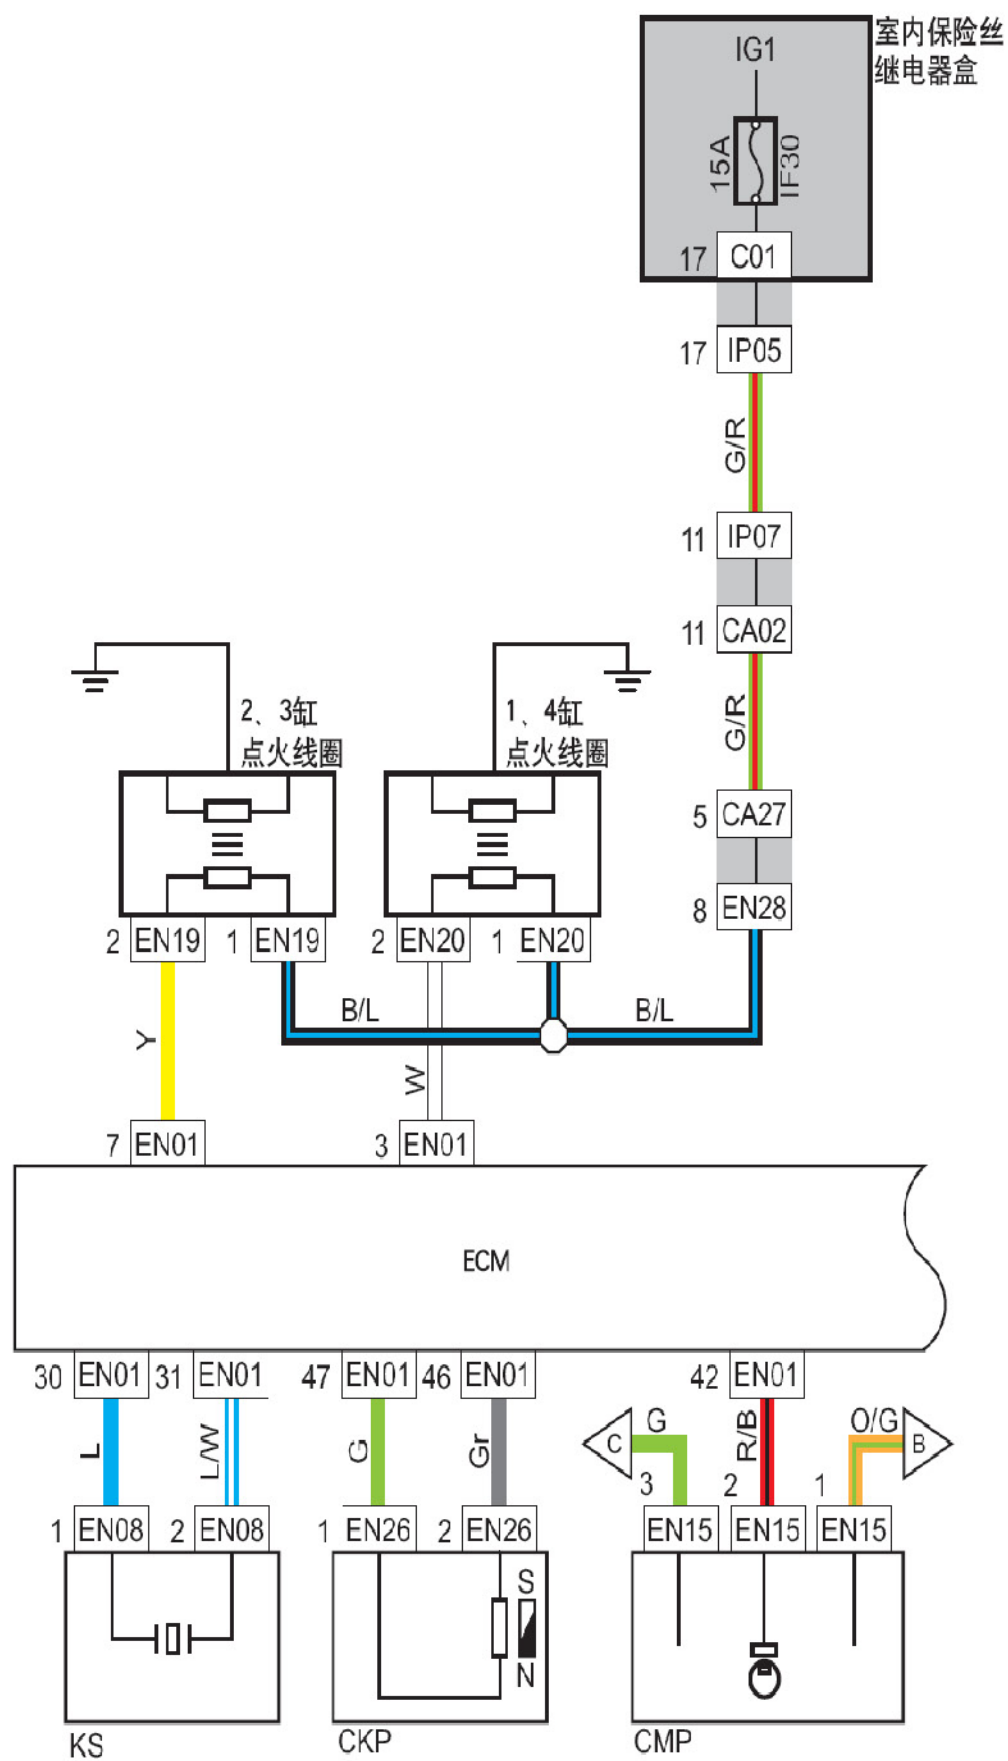 室内保险丝
继电器盒
IG1
15A
IF30
17 C01
17 IP05
G/R
11 IP07
11 CA02
G/R
5 CA27
8 EN28
2、3缸
点火线圈
1、4缸
点火线圈
2 EN19 1 EN19 2 EN20 1 EN20
B/L B/L
Y
W
7 EN01 3 EN01
ECM
30 EN01 31 EN01 47 EN01 46 EN01 42 EN01
L
L/W
G
Gr
C G
R/B
O/G B
3 2 1
1 EN08 2 EN08 1 EN26 2 EN26 EN15 EN15 EN15
S
N
KS CKP CMP